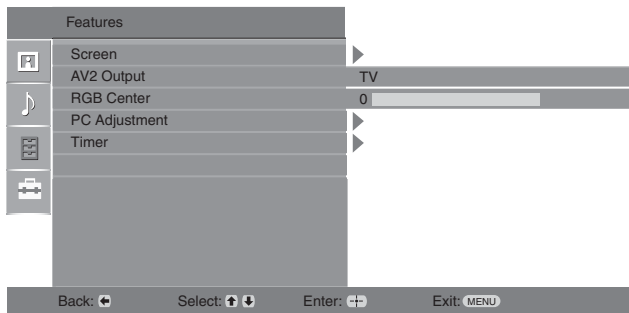 Features
Screen
AV2 Output TV
RGB Center 0
PC Adjustment
Timer
Back: Select: Enter: Exit: MENU